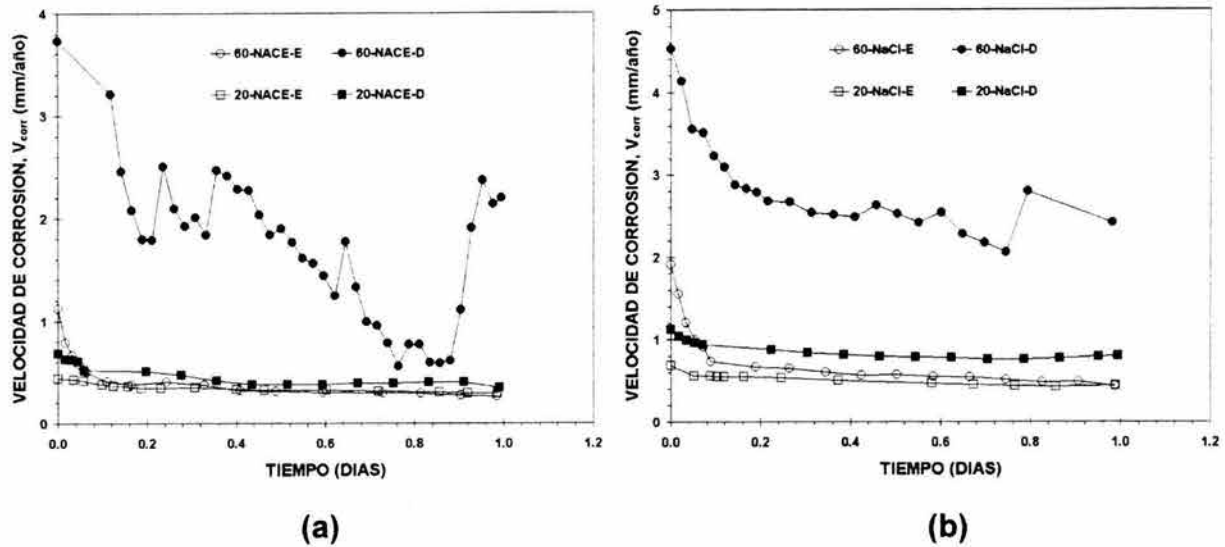 4
3
2
1
0
VELOCIDAD DE CORROSION, Vcorr (mm/año)
60-NACE-E
60-NACE-D
20-NACE-E
20-NACE-D
0.0 0.2 0.4 0.6 0.8 1.0 1.2
TIEMPO (DIAS)
(a)
5
4
3
2
1
0
VELOCIDAD DE CORROSION, Vcorr (mm/año)
60-NaCl-E
60-NaCl-D
20-NaCl-E
20-NaCl-D
0.0 0.2 0.4 0.6 0.8 1.0 1.2
TIEMPO (DIAS)
(b)